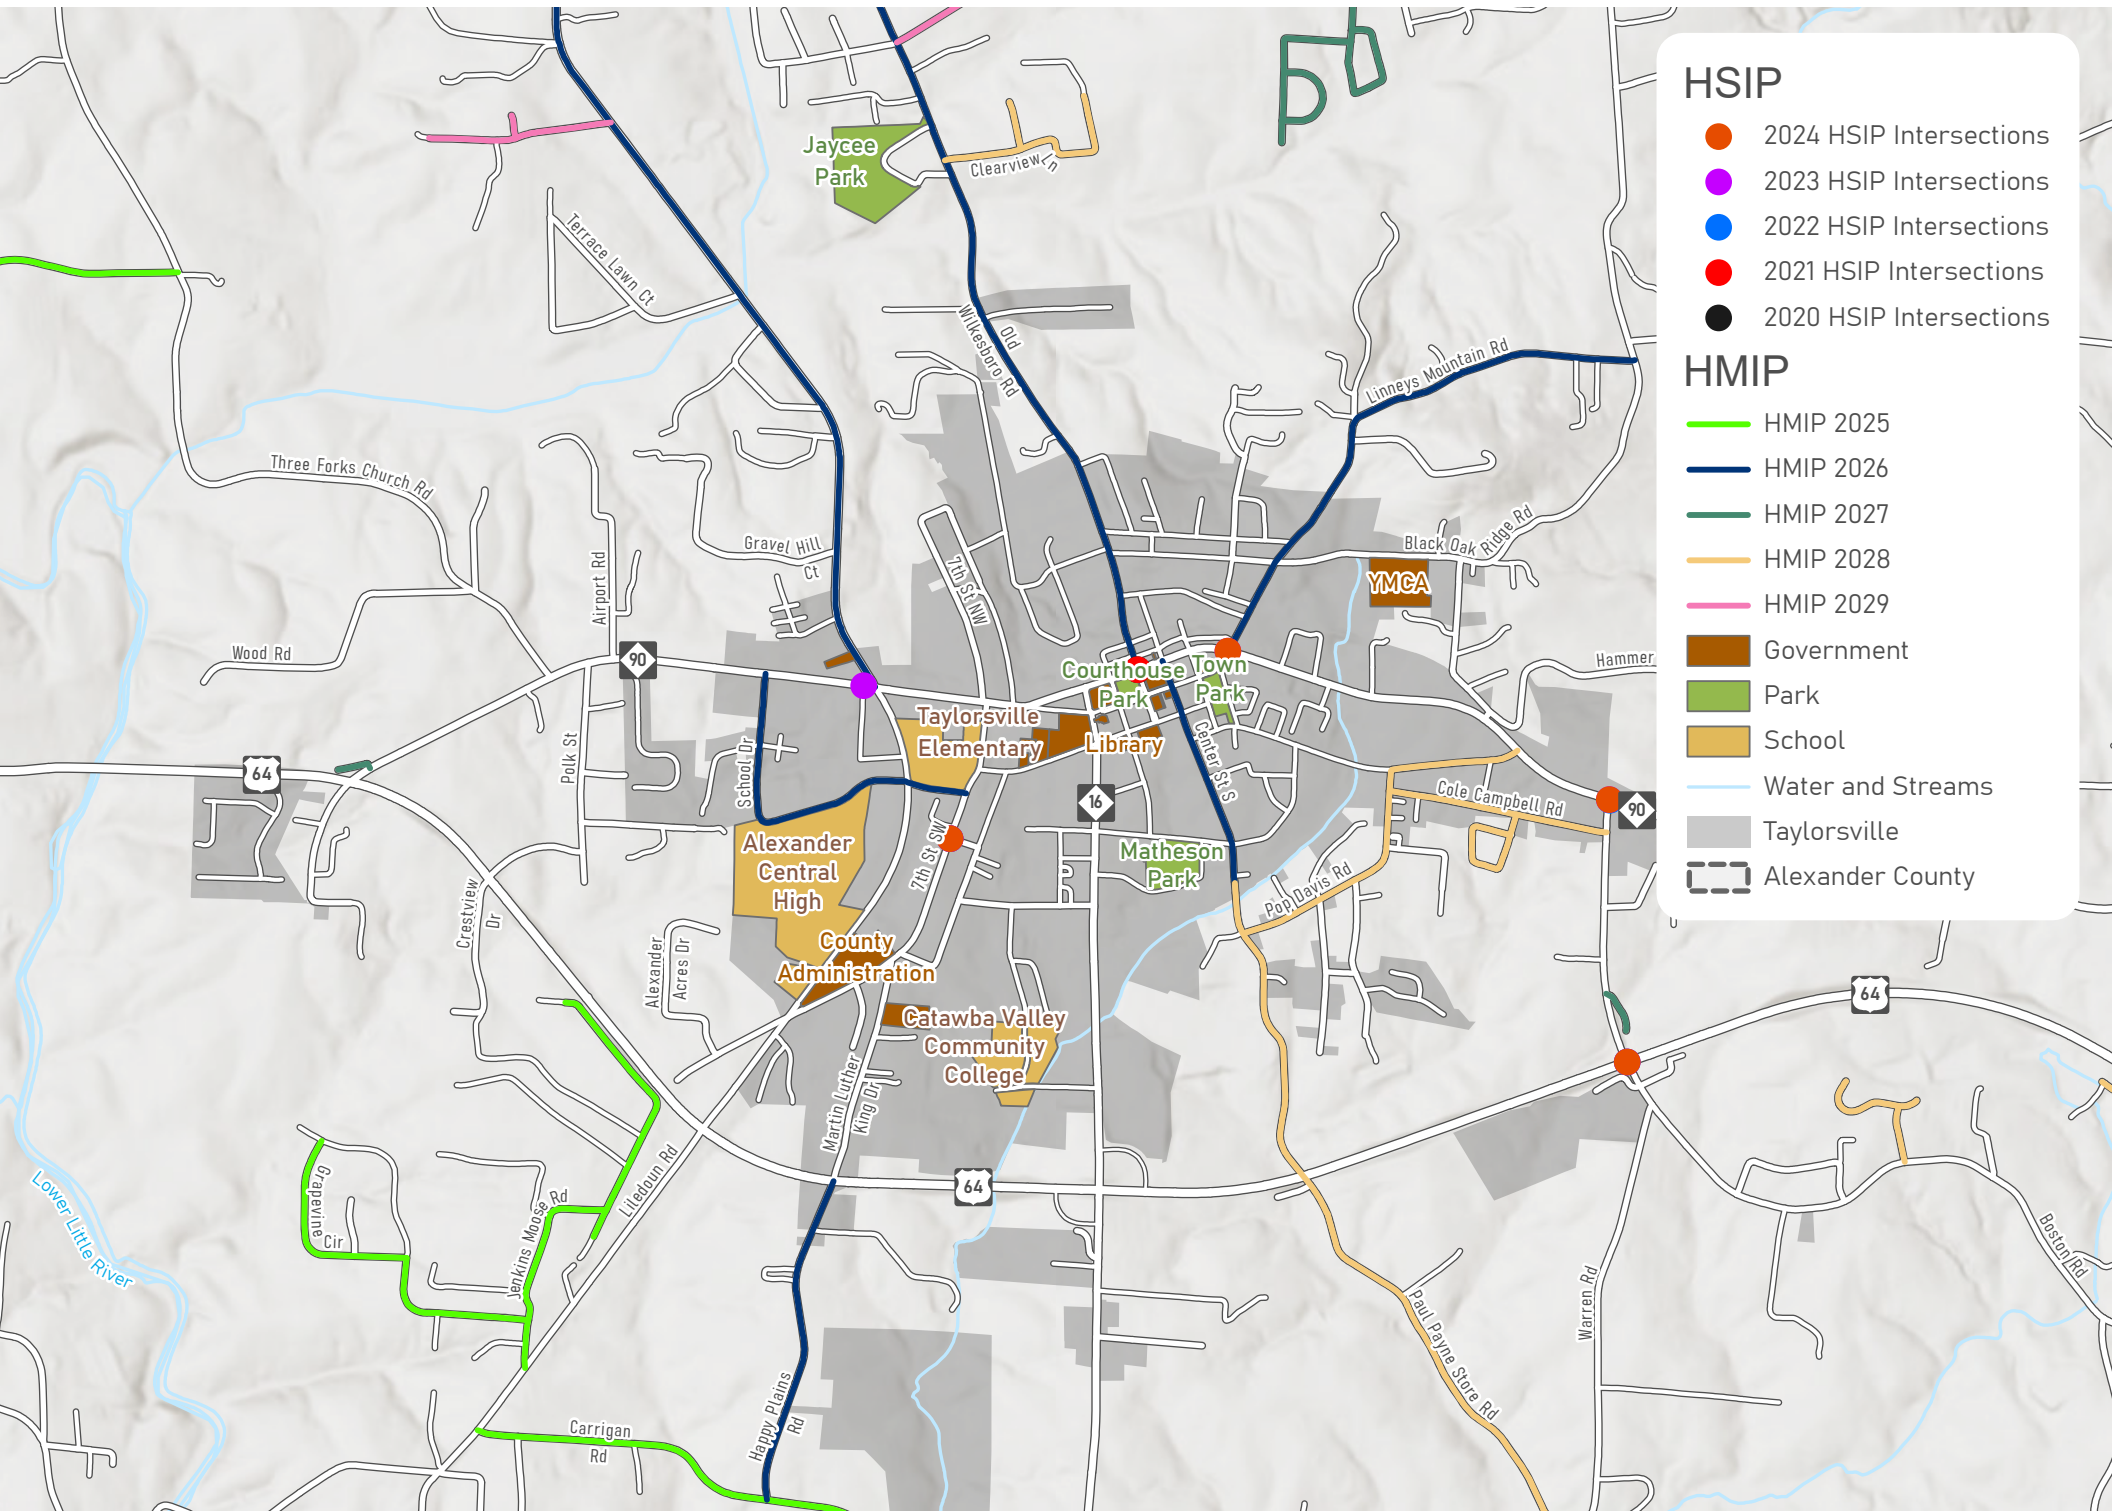 HSIP
2024 HSIP Intersections
2023 HSIP Intersections
2022 HSIP Intersections
2021 HSIP Intersections
2020 HSIP Intersections
HMIP
HMIP 2025
HMIP 2026
HMIP 2027
HMIP 2028
HMIP 2029
Government
Park
School
Water and Streams
Taylorsville
Alexander County
Jaycee
Park
Clearview Ln
Terrace Lawn Ct
Old
Wilkesboro Rd
Linneys Mountain Rd
Three Forks Church Rd
Gravel Hill
Ct
Airport Rd
7th St NW
Black Oak Ridge Rd
YMCA
Wood Rd
90
Hammer
Courthouse
Park
Town
Park
Taylorsville
Elementary
Library
Center St S
School Dr
Polk St
64
16
Cole Campbell Rd
90
Alexander
Central
High
7th St SW
Matheson
Park
Pop Davis Rd
Crestview
Dr
Alexander
Acres Dr
County
Administration
Catawba Valley
Community
College
64
Martin Luther
King Dr
Liledoun Rd
64
Grapevine
Cir
Jenkins Moose Rd
Lower Little River
Boston Rd
Warren Rd
Paul Payne Store Rd
Happy Plains
Rd
Carrigan
Rd